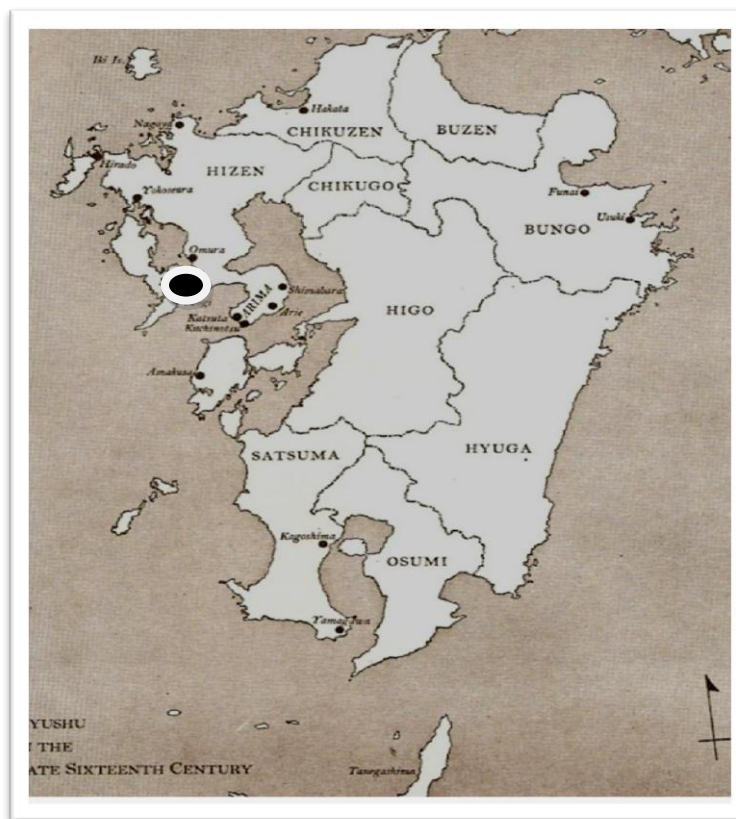 Iki Is.
Hakata
Nagoya
CHIKUZEN
BUZEN
Hirado
HIZEN
CHIKUGO
Yokoseura
Funai
Usuki
BUNGO
Omura
Shimabara
ARIMA
HIGO
Arie
Katsuta
Kuchinotsu
Amakusa
SATSUMA
HYUGA
Kagoshima
OSUMI
YUSHU
THE
ATE SIXTEENTH CENTURY
Tanegashima